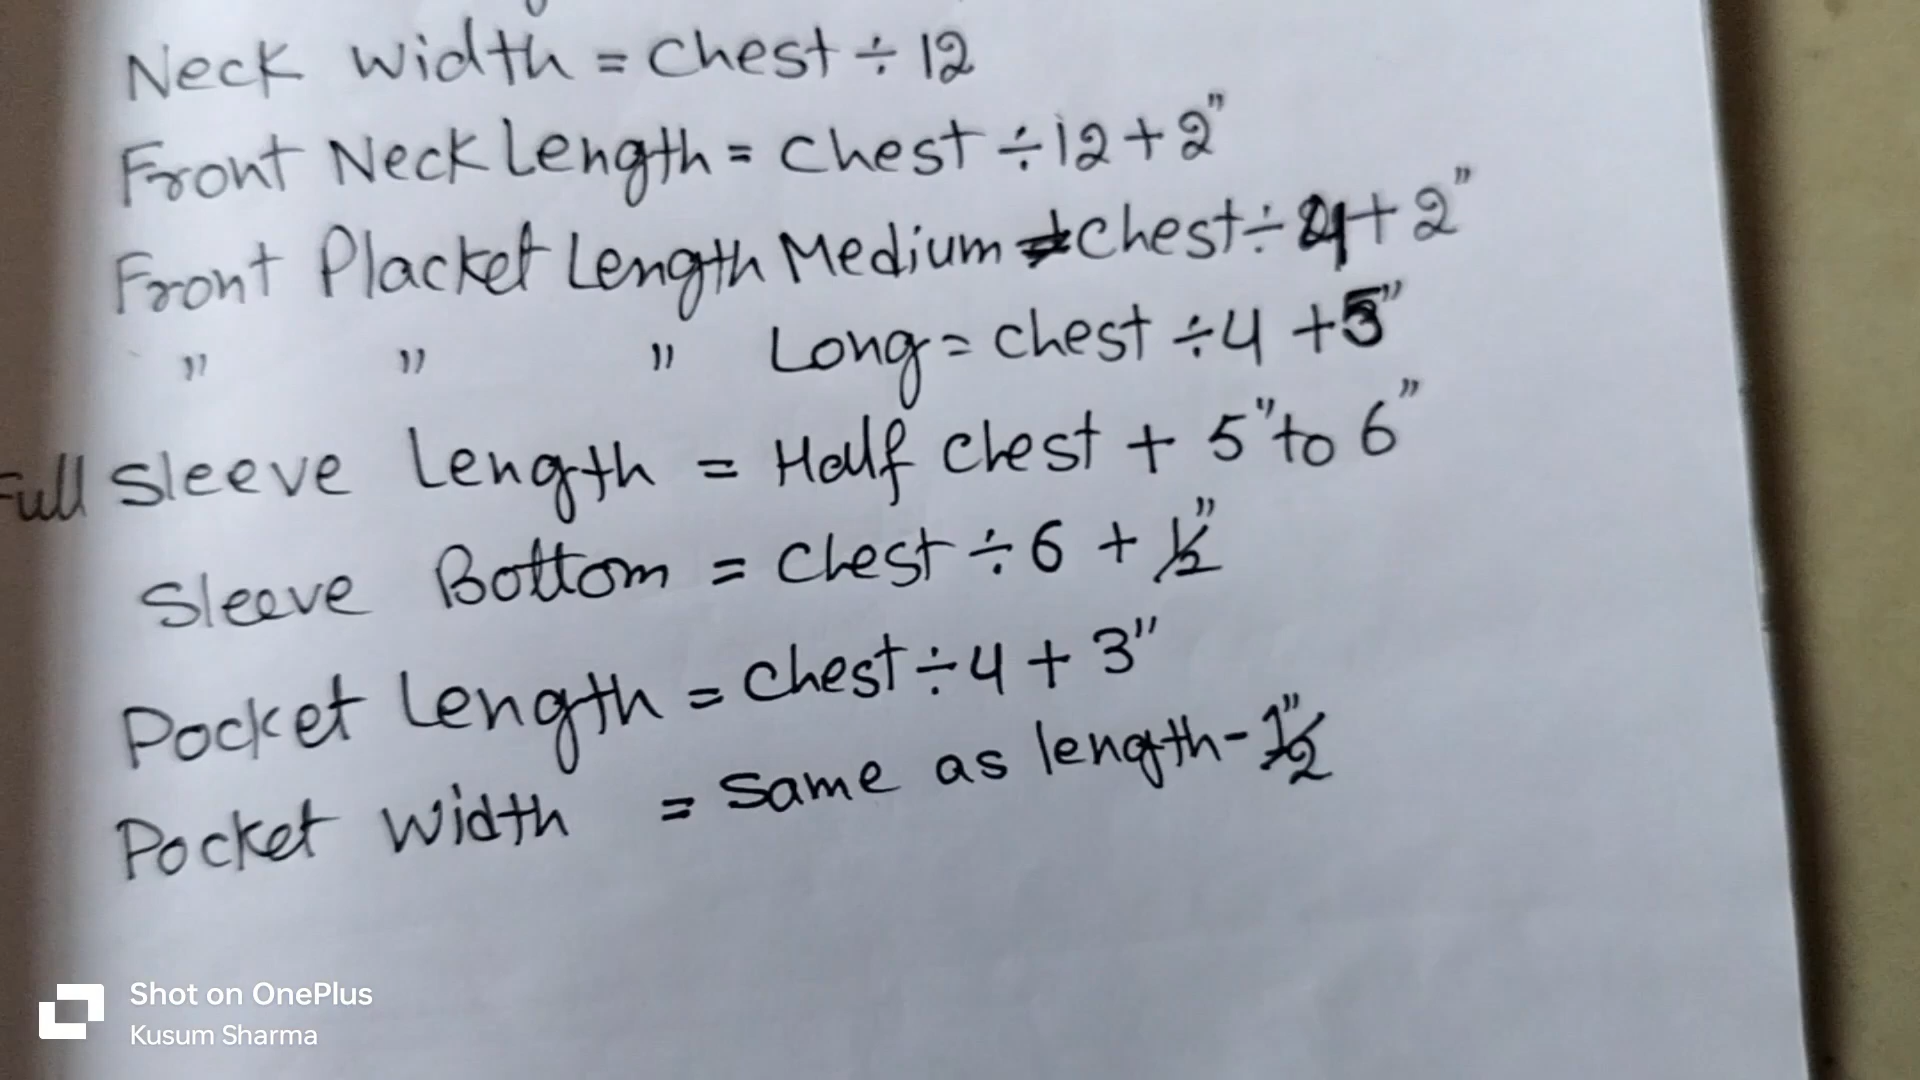 Neck Width = Chest ÷ 12
Front Neck Length = Chest ÷ 12 + 2"
Front Placket Length Medium = Chest ÷ 4 + 2"
" " " Long = Chest ÷ 4 + 5"
Full Sleeve Length = Half Chest + 5" to 6"
Sleeve Bottom = Chest ÷ 6 + 1/2"
Pocket Length = Chest ÷ 4 + 3"
Pocket Width = Same as length - 1/2"
Shot on OnePlus
Kusum Sharma